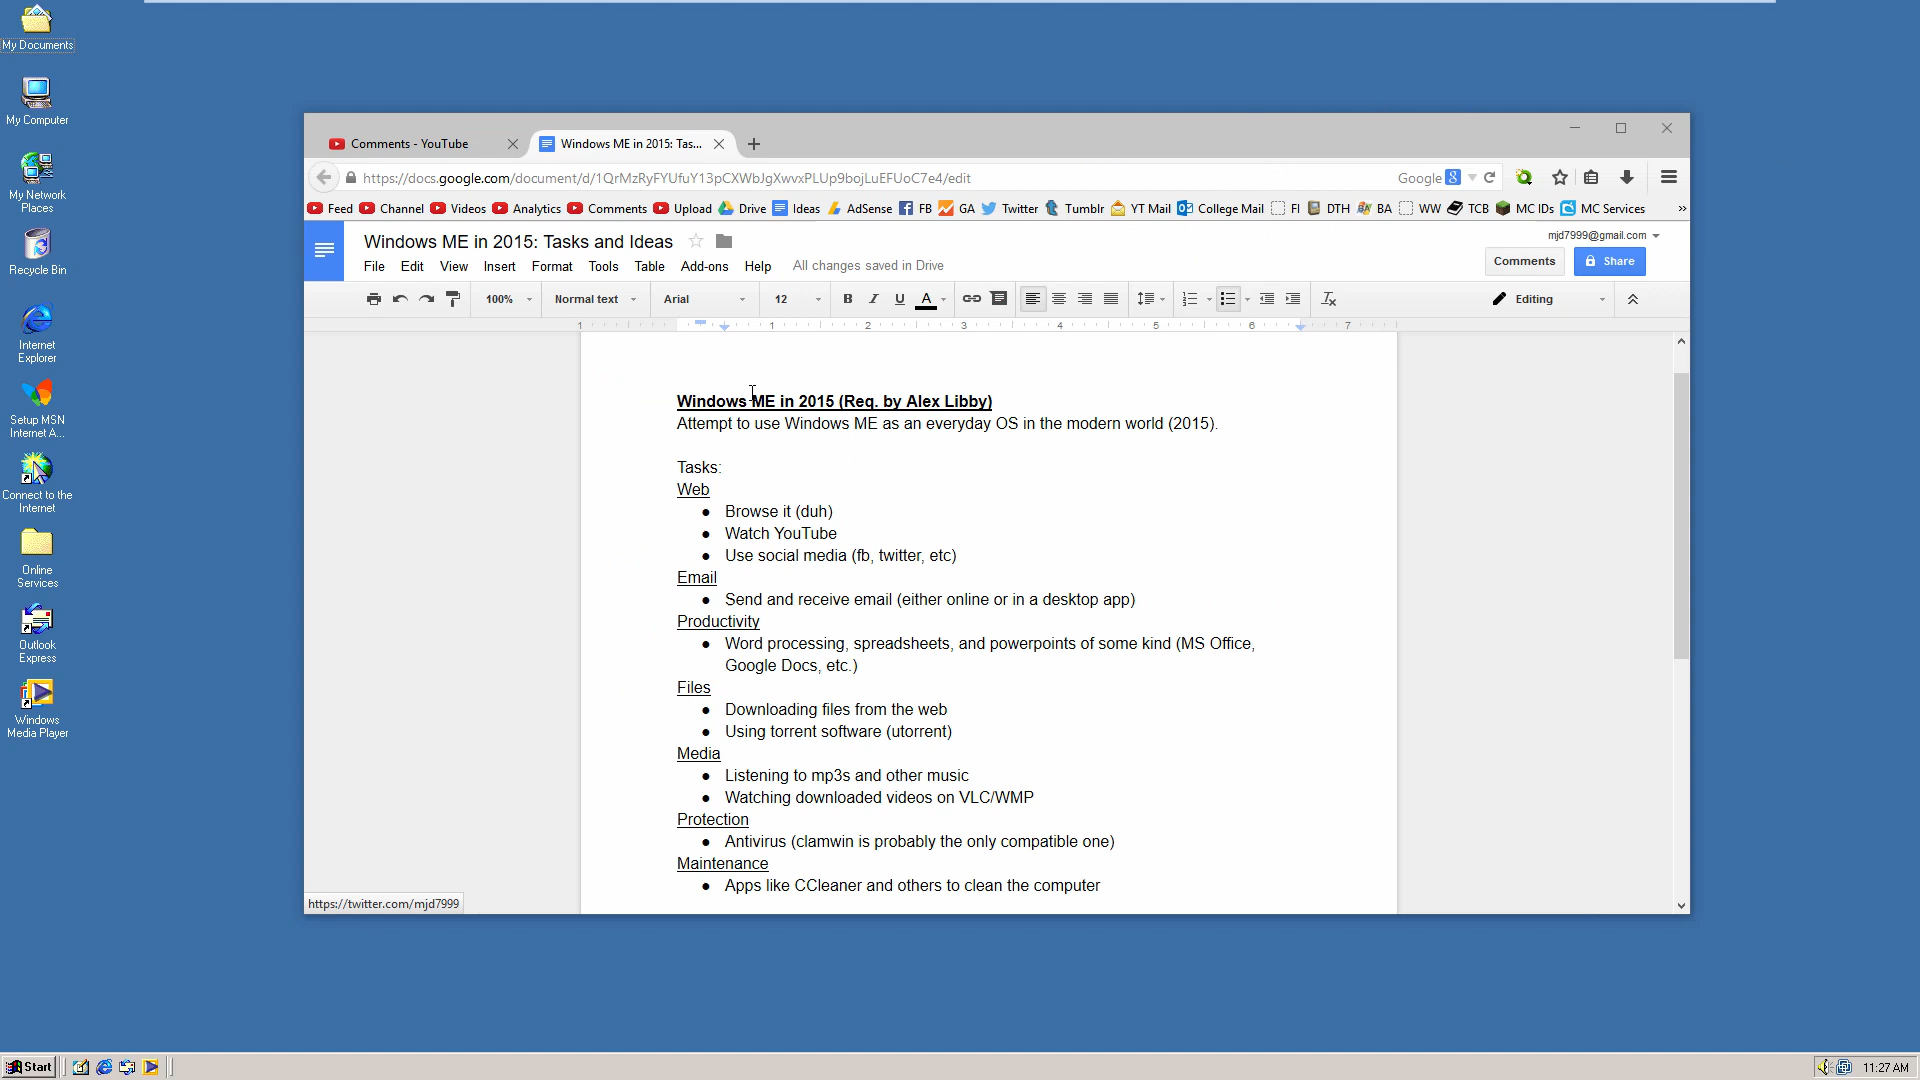 My Documents
My Computer
My Network
Places
Recycle Bin
Internet
Explorer
Setup MSN
Internet A...
Connect to the
Internet
Online
Services
Outlook
Express
Windows
Media Player
Comments - YouTube
Windows ME in 2015: Tas...
https://docs.google.com/document/d/1QrMzRyFYUfuY13pCXWbJgXwvxPLUp9bojLuEFUoC7e4/edit
Google
Feed Channel Videos Analytics Comments Upload Drive Ideas AdSense FB GA Twitter Tumblr YT Mail College Mail FI DTH BA WW TCB MC IDs MC Services »
Windows ME in 2015: Tasks and Ideas
mjd7999@gmail.com
File Edit View Insert Format Tools Table Add-ons Help All changes saved in Drive
Comments Share
100% Normal text Arial 12 B I U A Editing
1 1 2 3 4 5 6 7
Windows ME in 2015 (Req. by Alex Libby)
Attempt to use Windows ME as an everyday OS in the modern world (2015).
Tasks:
Web
● Browse it (duh)
● Watch YouTube
● Use social media (fb, twitter, etc)
Email
● Send and receive email (either online or in a desktop app)
Productivity
● Word processing, spreadsheets, and powerpoints of some kind (MS Office,
Google Docs, etc.)
Files
● Downloading files from the web
● Using torrent software (utorrent)
Media
● Listening to mp3s and other music
● Watching downloaded videos on VLC/WMP
Protection
● Antivirus (clamwin is probably the only compatible one)
Maintenance
● Apps like CCleaner and others to clean the computer
https://twitter.com/mjd7999
Start
11:27 AM